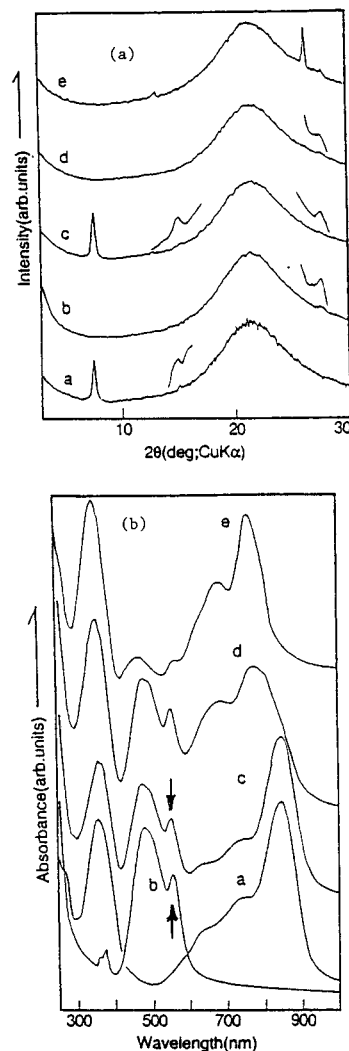 (a)
e
d
c
b
a
Intensity(arb.units)
10
20
30
2θ(deg;CuKα)
(b)
e
d
c
b
a
Absorbance(arb.units)
300
500
700
900
Wavelength(nm)